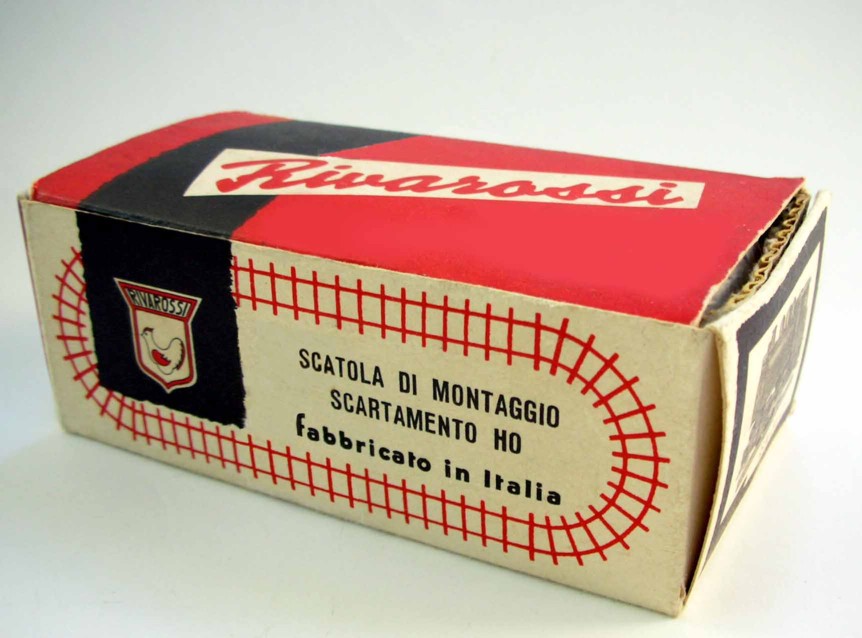 Rivarossi
RIVAROSSI
SCATOLA DI MONTAGGIO
SCARTAMENTO HO
fabbricato in Italia